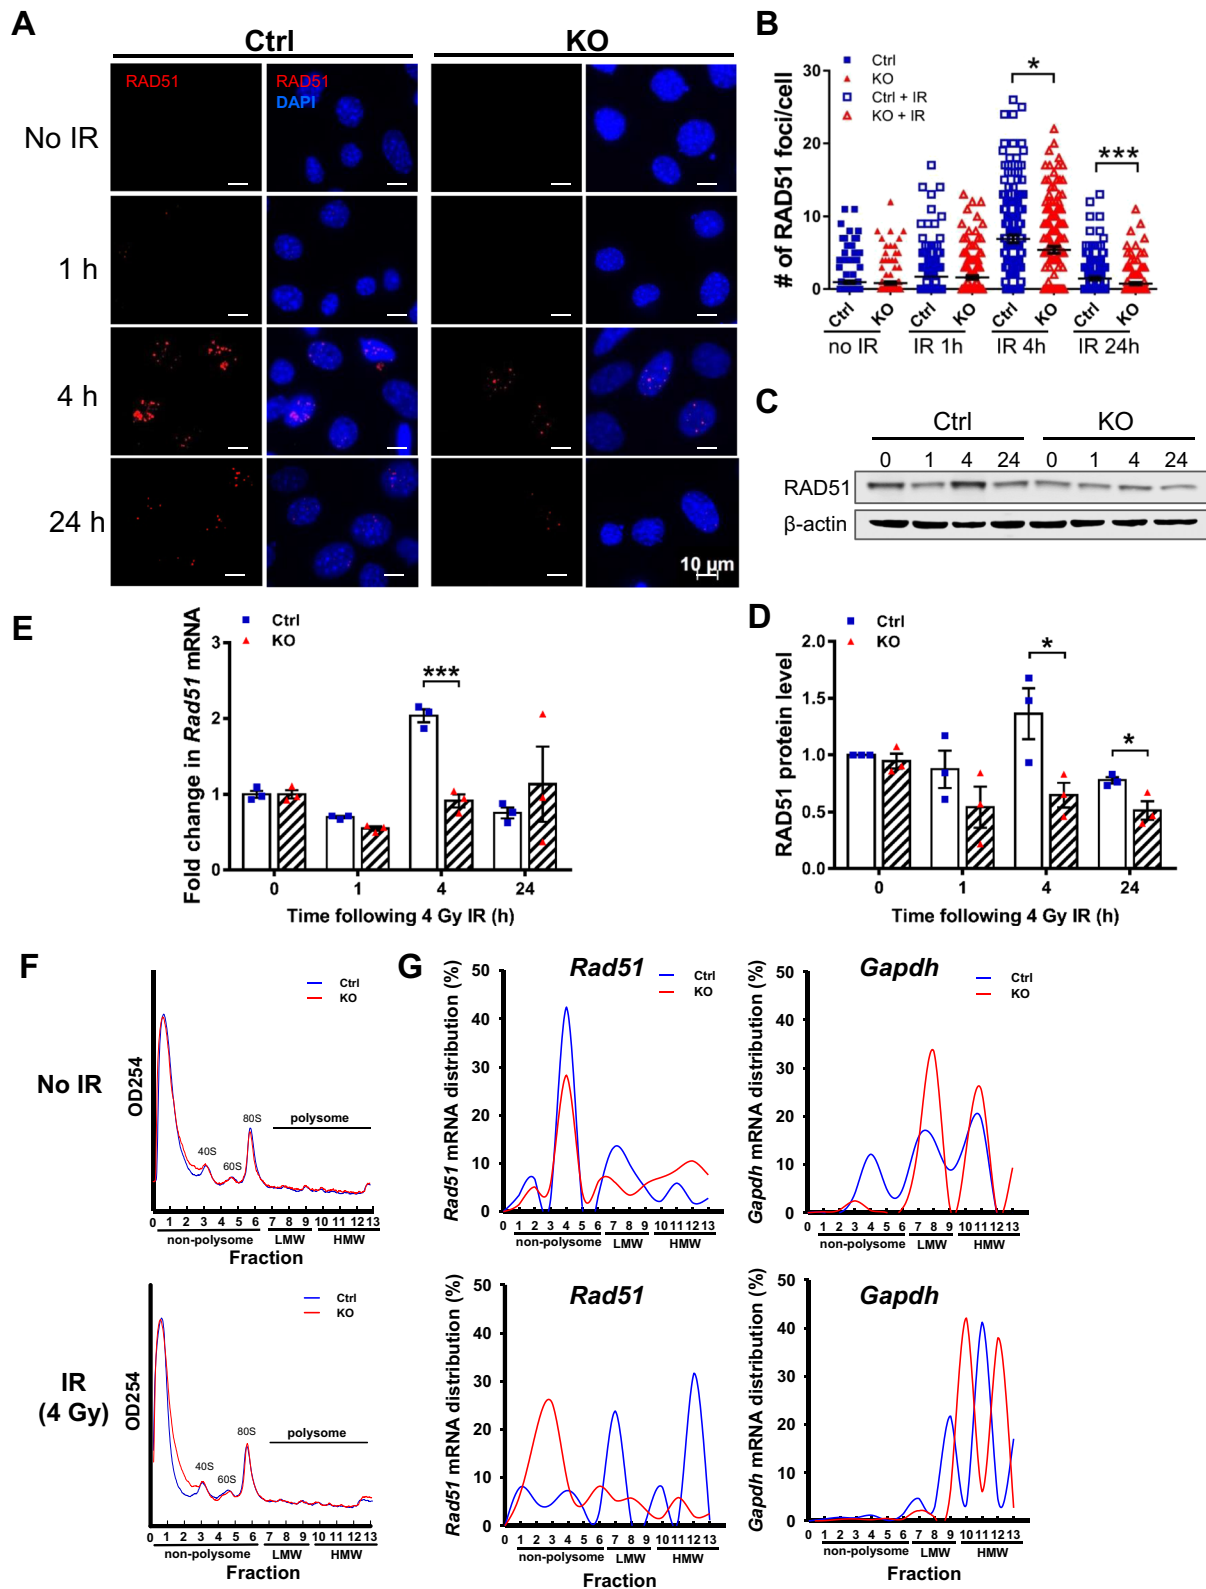 A
Ctrl
KO
RAD51
RAD51
DAPI
No IR
1 h
4 h
24 h
10 µm
B
Ctrl
KO
Ctrl + IR
KO + IR
# of RAD51 foci/cell
30
20
10
0
*
***
Ctrl KO Ctrl KO Ctrl KO Ctrl KO
no IR IR 1h IR 4h IR 24h
C
Ctrl KO
0 1 4 24 0 1 4 24
RAD51
β-actin
E
Ctrl
KO
Fold change in Rad51 mRNA
3
2
1
0
***
0 1 4 24
Time following 4 Gy IR (h)
D
Ctrl
KO
RAD51 protein level
2.0
1.5
1.0
0.5
0.0
*
*
0 1 4 24
Time following 4 Gy IR (h)
F
No IR
OD254
Ctrl
KO
40S
60S
80S
polysome
0 1 2 3 4 5 6 7 8 9 10 11 12 13
non-polysome LMW HMW
Fraction
IR
(4 Gy)
OD254
Ctrl
KO
40S
60S
80S
polysome
0 1 2 3 4 5 6 7 8 9 10 11 12 13
non-polysome LMW HMW
Fraction
G
Rad51
Ctrl
KO
Rad51 mRNA distribution (%)
50
40
30
20
10
0
0 1 2 3 4 5 6 7 8 9 10 11 12 13
non-polysome LMW HMW
Gapdh
Ctrl
KO
Gapdh mRNA distribution (%)
50
40
30
20
10
0
0 1 2 3 4 5 6 7 8 9 10 11 12 13
non-polysome LMW HMW
Rad51
Rad51 mRNA distribution (%)
50
40
30
20
10
0
0 1 2 3 4 5 6 7 8 9 10 11 12 13
non-polysome LMW HMW
Fraction
Gapdh
Gapdh mRNA distribution (%)
50
40
30
20
10
0
0 1 2 3 4 5 6 7 8 9 10 11 12 13
non-polysome LMW HMW
Fraction